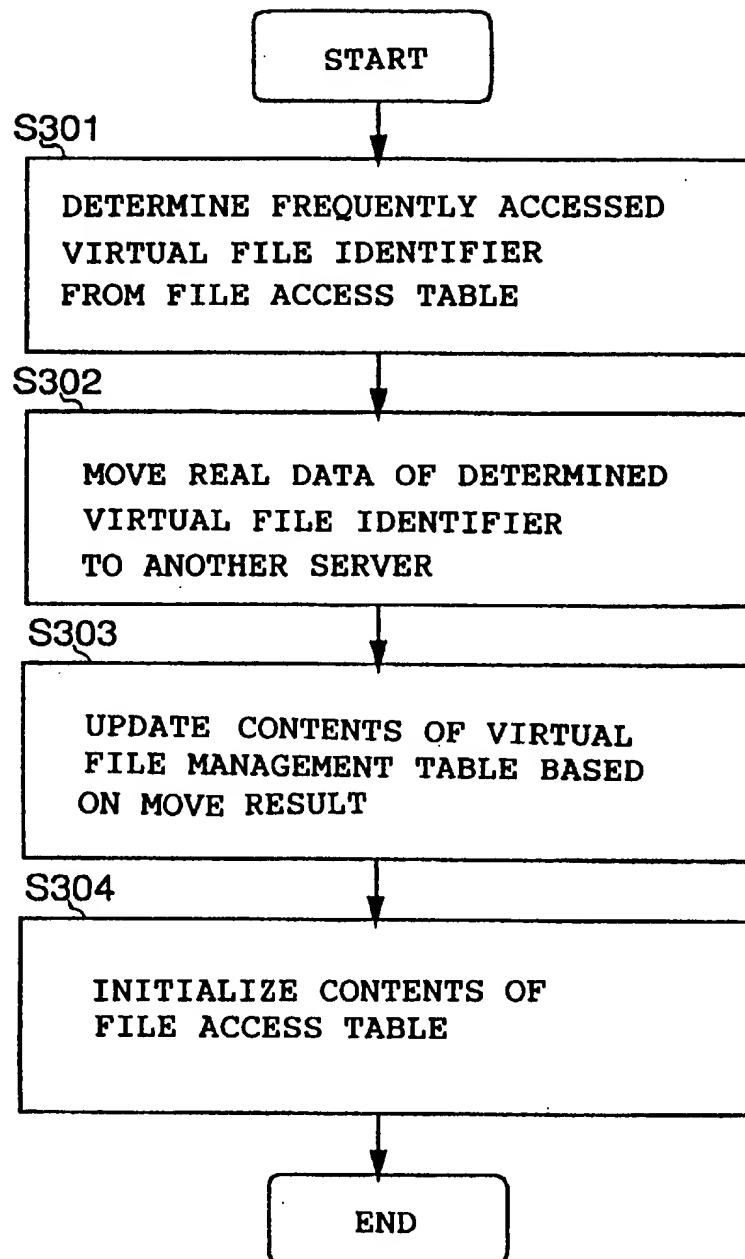 START
S301
DETERMINE FREQUENTLY ACCESSED
VIRTUAL FILE IDENTIFIER
FROM FILE ACCESS TABLE
S302
MOVE REAL DATA OF DETERMINED
VIRTUAL FILE IDENTIFIER
TO ANOTHER SERVER
S303
UPDATE CONTENTS OF VIRTUAL
FILE MANAGEMENT TABLE BASED
ON MOVE RESULT
S304
INITIALIZE CONTENTS OF
FILE ACCESS TABLE
END